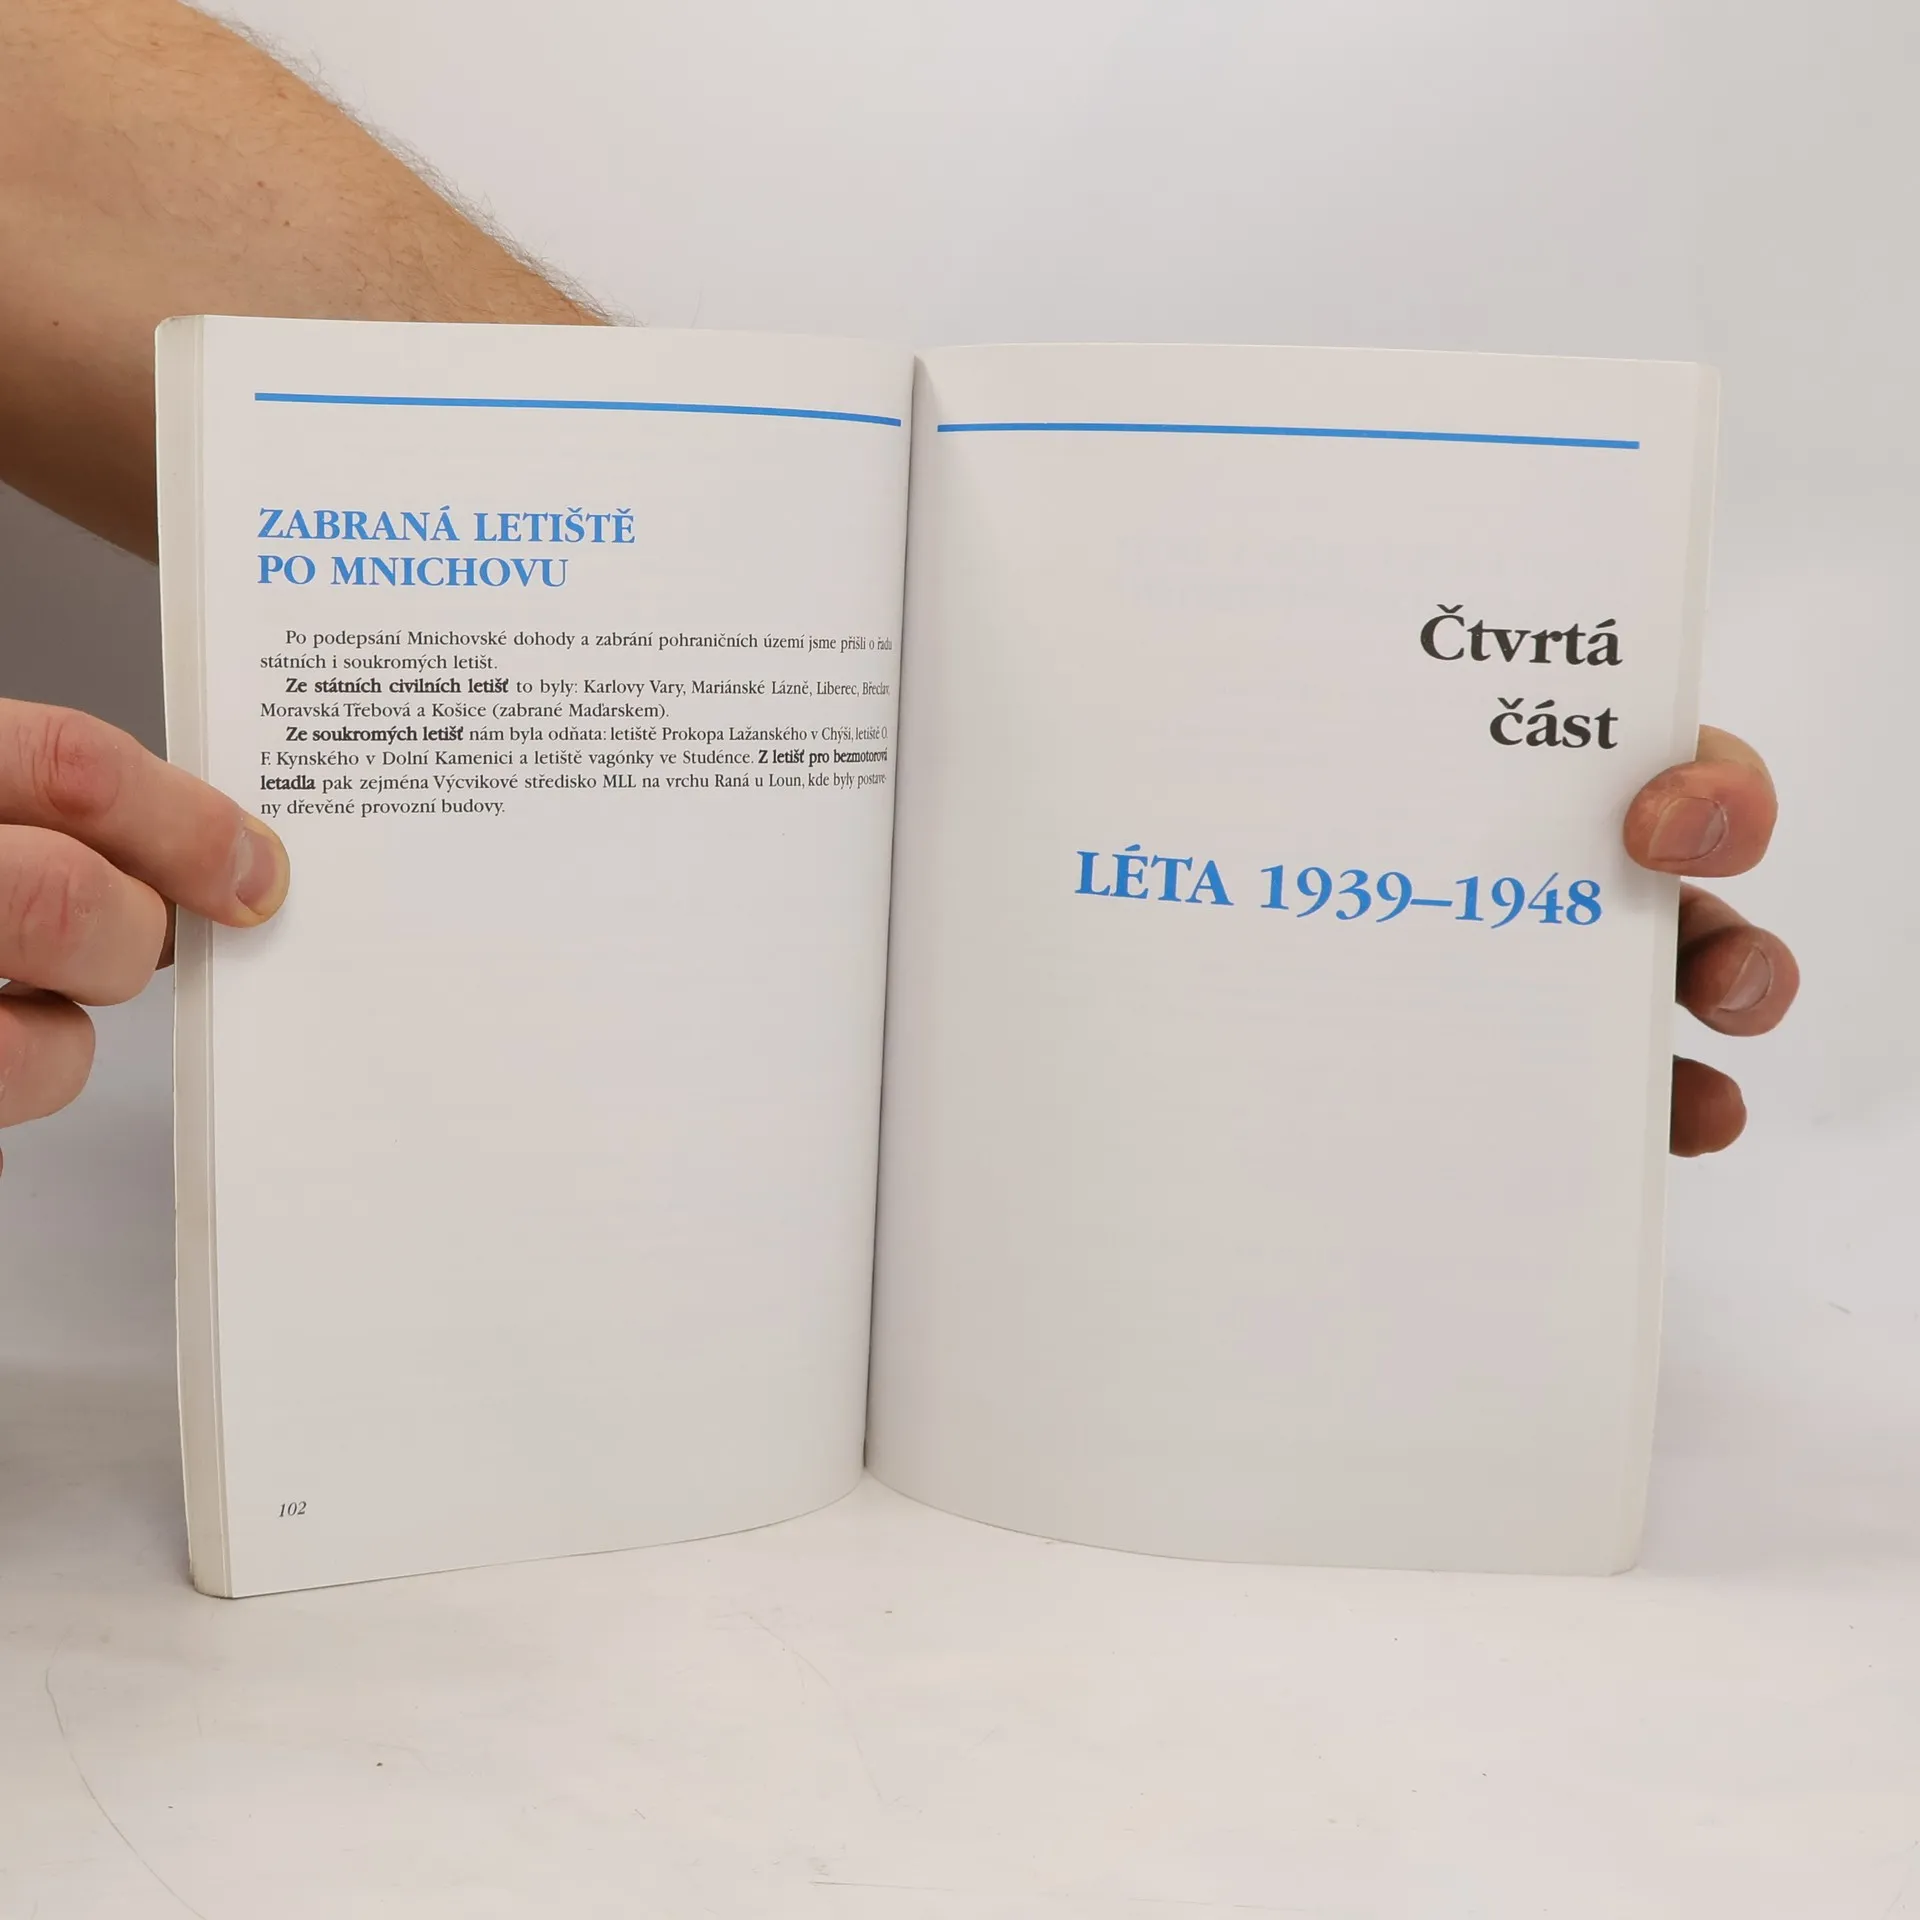 ZABRANÁ LETIŠTĚ
PO MNICHOVU
Po podepsání Mnichovské dohody a zabrání pohraničních území jsme přišli o řadu
státních i soukromých letišt.
Ze státních civilních letišť to byly: Karlovy Vary, Mariánské Lázně, Liberec, Břeclav,
Moravská Třebová a Košice (zabrané Maďarskem).
Ze soukromých letišť nám byla odňata: letiště Prokopa Lažanského v Chýši, letiště O.
F. Kynského v Dolní Kamenici a letiště vagónky ve Studénce. Z letišť pro bezmotorová
letadla pak zejména Výcvikové středisko MLL na vrchu Raná u Loun, kde byly postave-
ny dřevěné provozní budovy.
102
Čtvrtá
část
LÉTA 1939–1948